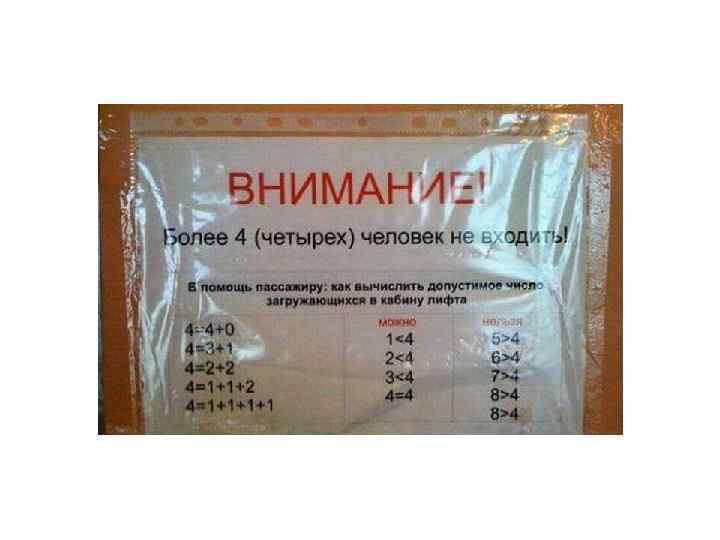 ВНИМАНИЕ!
Более 4 (четырех) человек не входить!
В помощь пассажиру: как вычислить допустимое число
загружающихся в кабину лифта
4=4+0
4=3+1
4=2+2
4=1+1+2
4=1+1+1+1
можно
1<4
2<4
3<4
4=4
нельзя
5>4
6>4
7>4
8>4
8>4